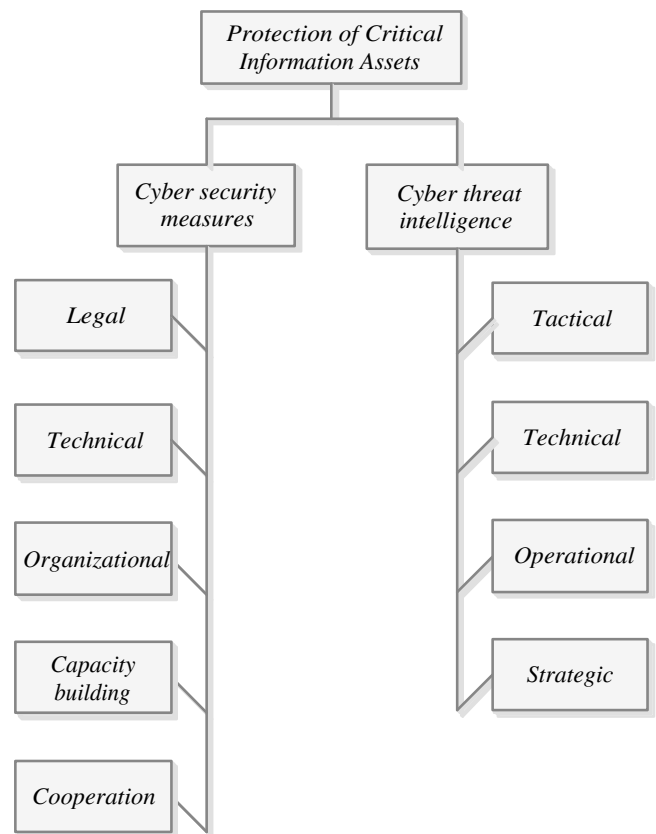 Protection of Critical
Information Assets
Cyber security
measures
Cyber threat
intelligence
Legal
Technical
Organizational
Capacity
building
Cooperation
Tactical
Technical
Operational
Strategic